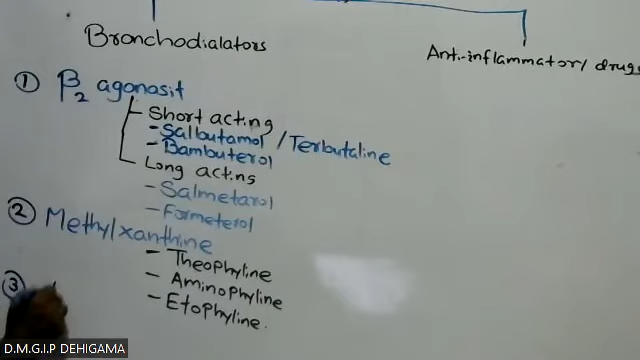 Bronchodialators
Anti-inflammatory drugs
① β2 agonosit
Short acting
- Salbutamol / Terbutaline
- Bambuterol
Long acting
- Salmetarol
- Formeterol
② Methylxanthine
- Theophyline
- Aminophyline
- Etophyline.
③
D.M.G.I.P DEHIGAMA